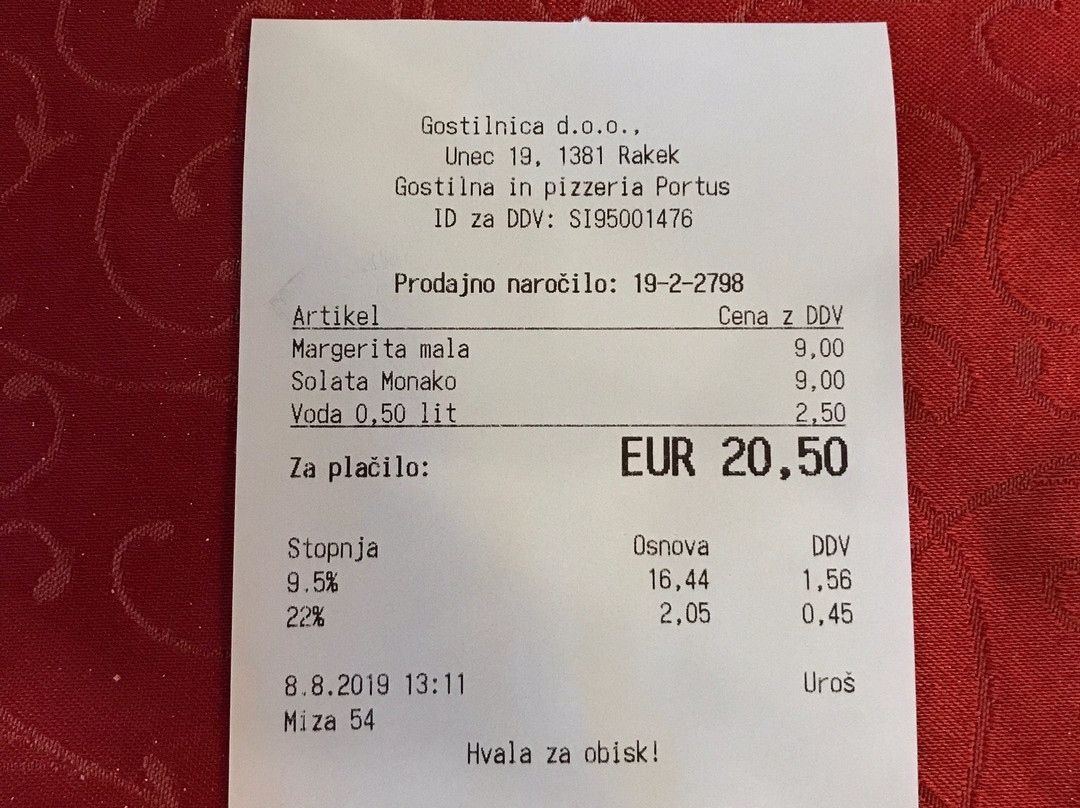 Gostilnica d.o.o.,
Unec 19, 1381 Rakek
Gostilna in pizzeria Portus
ID za DDV: SI95001476
Prodajno naročilo: 19-2-2798
Artikel Cena z DDV
Margerita mala 9,00
Solata Monako 9,00
Voda 0,50 lit 2,50
Za plačilo: EUR 20,50
Stopnja Osnova DDV
9.5% 16,44 1,56
22% 2,05 0,45
8.8.2019 13:11 Uroš
Miza 54
Hvala za obisk!